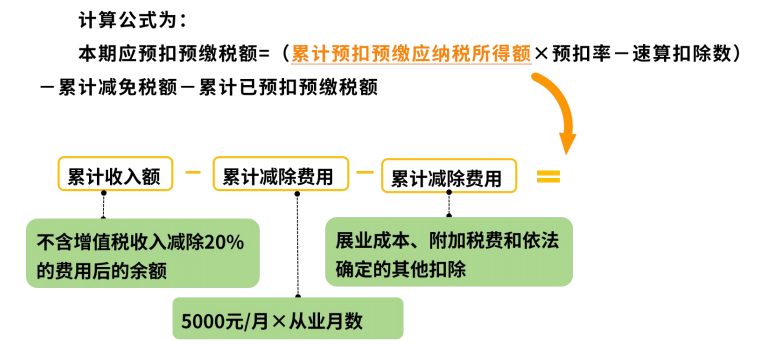 计算公式为：
本期应预扣预缴税额=（累计预扣预缴应纳税所得额×预扣率－速算扣除数）
－累计减免税额－累计已预扣预缴税额
累计收入额 － 累计减除费用 － 累计减除费用 =
不含增值税收入减除20%
的费用后的余额
展业成本、附加税费和依法
确定的其他扣除
5000元/月×从业月数